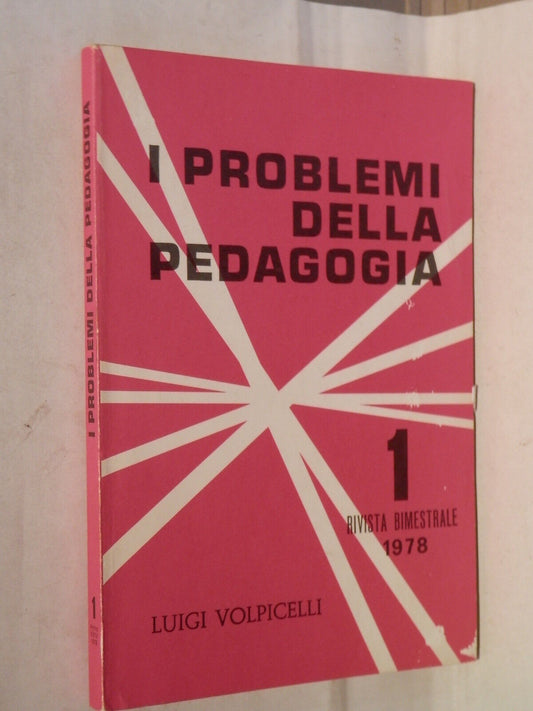 I PROBLEMI
DELLA
PEDAGOGIA
1
RIVISTA BIMESTRALE
1978
LUIGI VOLPICELLI
I PROBLEMI DELLA PEDAGOGIA
1